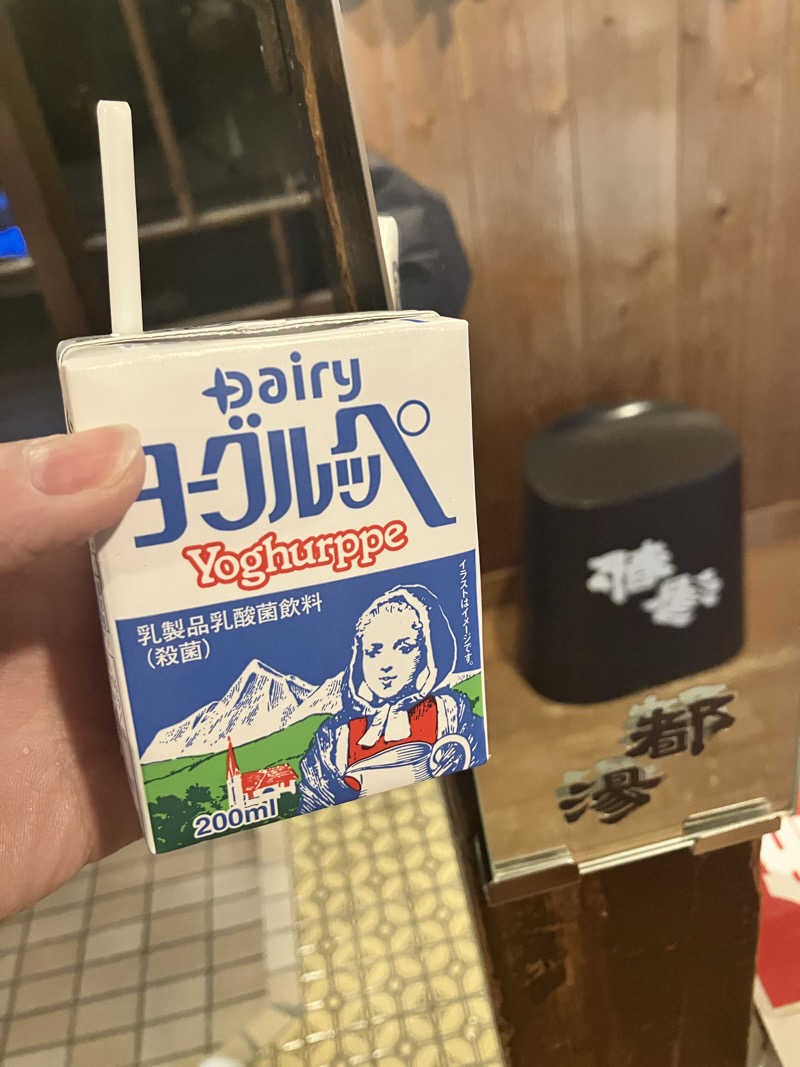 Dairy
ヨーグルッペ
Yoghurppe
乳製品乳酸菌飲料
(殺菌)
イラストはイメージです。
200ml
都
湯